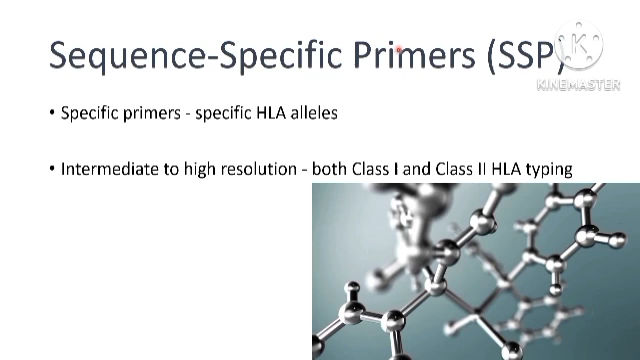 Sequence-Specific Primers (SSP)
K
KINEMASTER
• Specific primers - specific HLA alleles
• Intermediate to high resolution - both Class I and Class II HLA typing